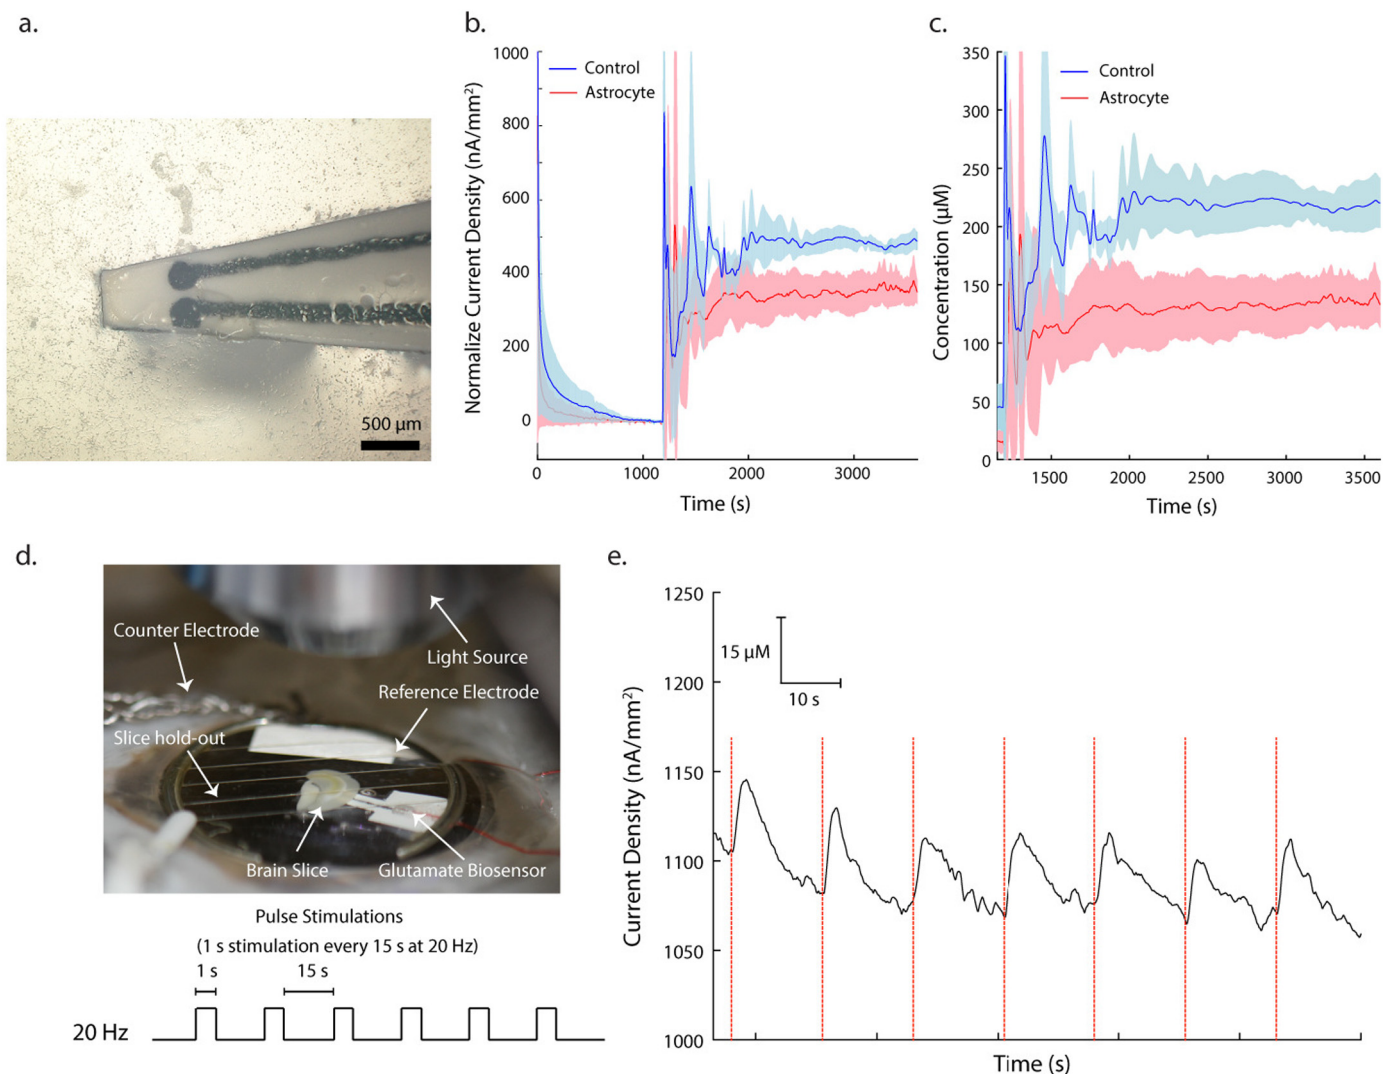 a.
500 µm
b.
1000
800
600
400
200
0
Normalize Current Density (nA/mm²)
Control
Astrocyte
0
1000
2000
3000
Time (s)
c.
350
300
250
200
150
100
50
0
Concentration (µM)
Control
Astrocyte
1500
2000
2500
3000
3500
Time (s)
d.
Counter Electrode
Light Source
Reference Electrode
Slice hold-out
Brain Slice
Glutamate Biosensor
Pulse Stimulations
(1 s stimulation every 15 s at 20 Hz)
1 s
15 s
20 Hz
e.
1250
1200
1150
1100
1050
1000
Current Density (nA/mm²)
15 µM
10 s
Time (s)